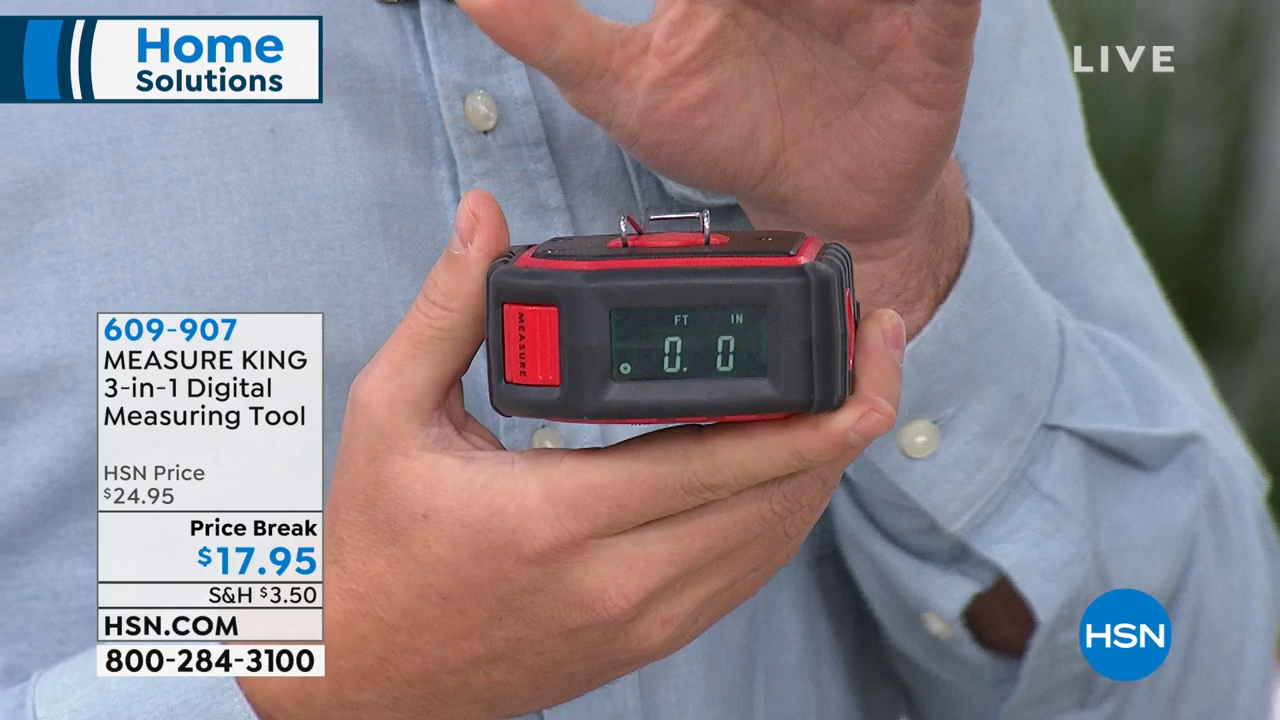 Home
Solutions
LIVE
609-907
MEASURE KING
3-in-1 Digital
Measuring Tool
HSN Price
$24.95
Price Break
$17.95
S&H $3.50
HSN.COM
800-284-3100
MEASURE
FT IN
0. 0
HSN